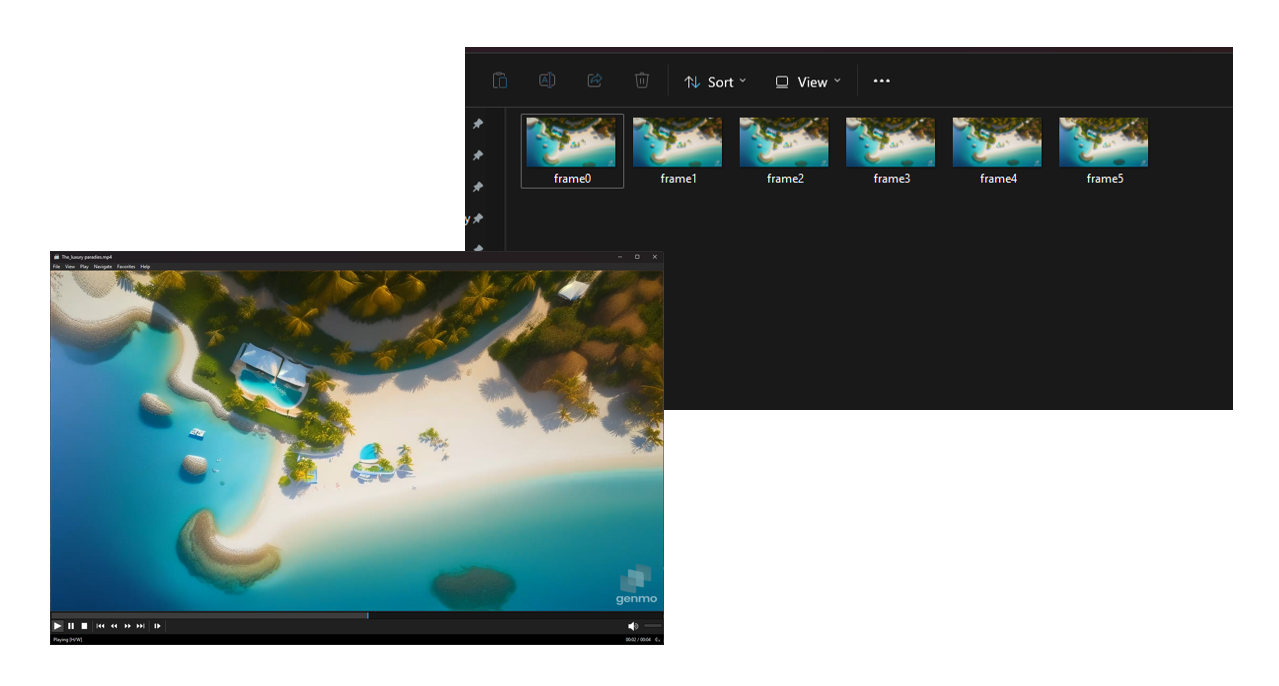 Sort
View
frame0
frame1
frame2
frame3
frame4
frame5
y
The_luxury paradies.mp4
File View Play Navigate Favorites Help
genmo
Playing [H/W]
00:02 / 00:04